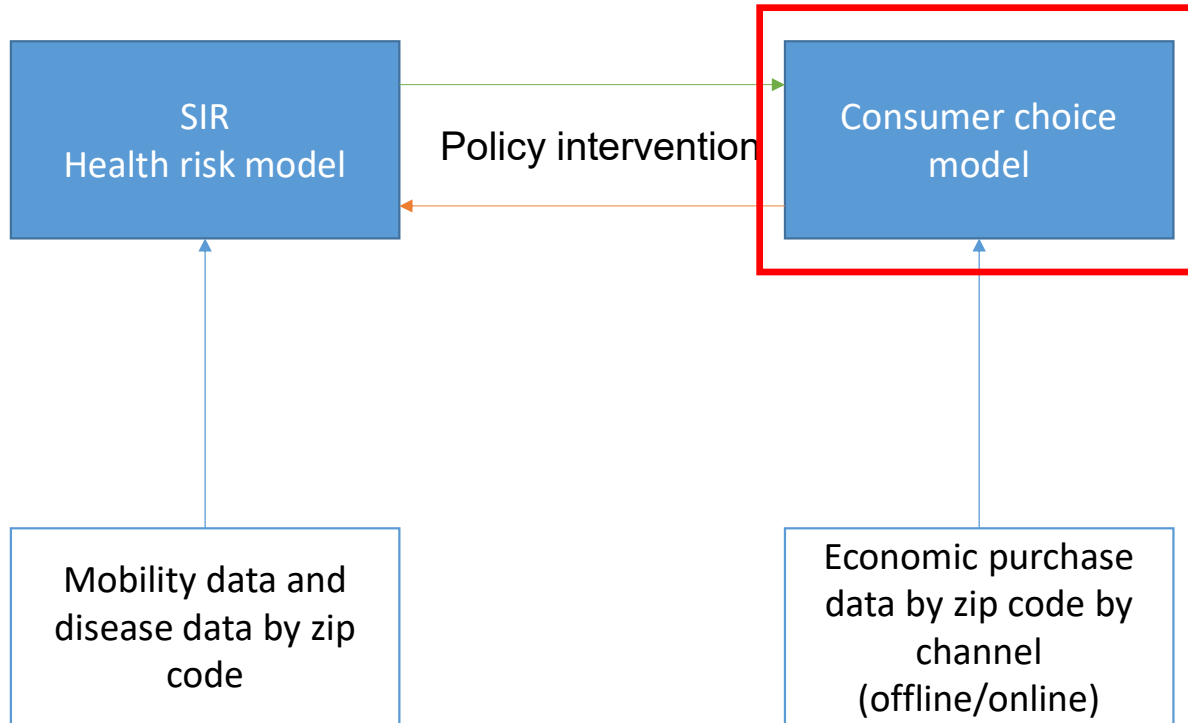 SIR
Health risk model
Policy intervention
Consumer choice
model
Mobility data and
disease data by zip
code
Economic purchase
data by zip code by
channel
(offline/online)